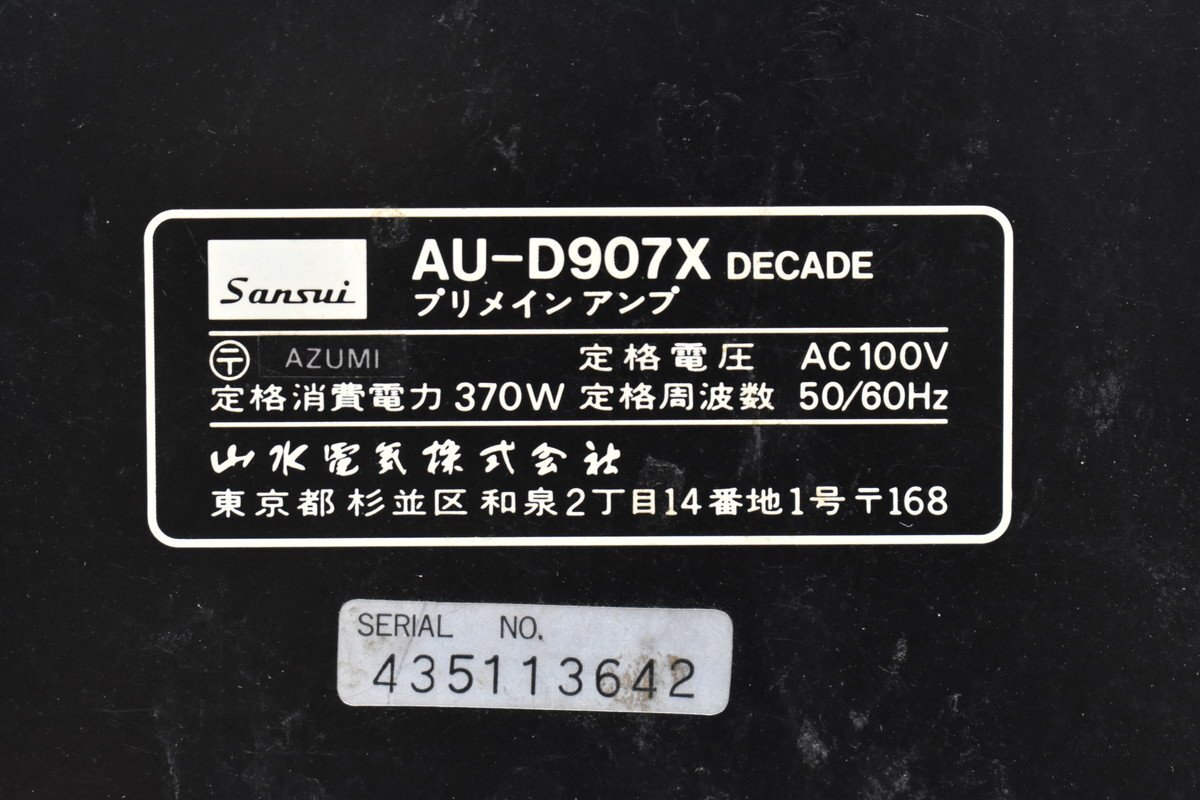 Sansui
AU-D907X DECADE
プリメインアンプ
〒 AZUMI 定格電圧 AC100V
定格消費電力 370W 定格周波数 50/60Hz
山水電気株式会社
東京都杉並区和泉2丁目14番地1号〒168
SERIAL NO.
435113642